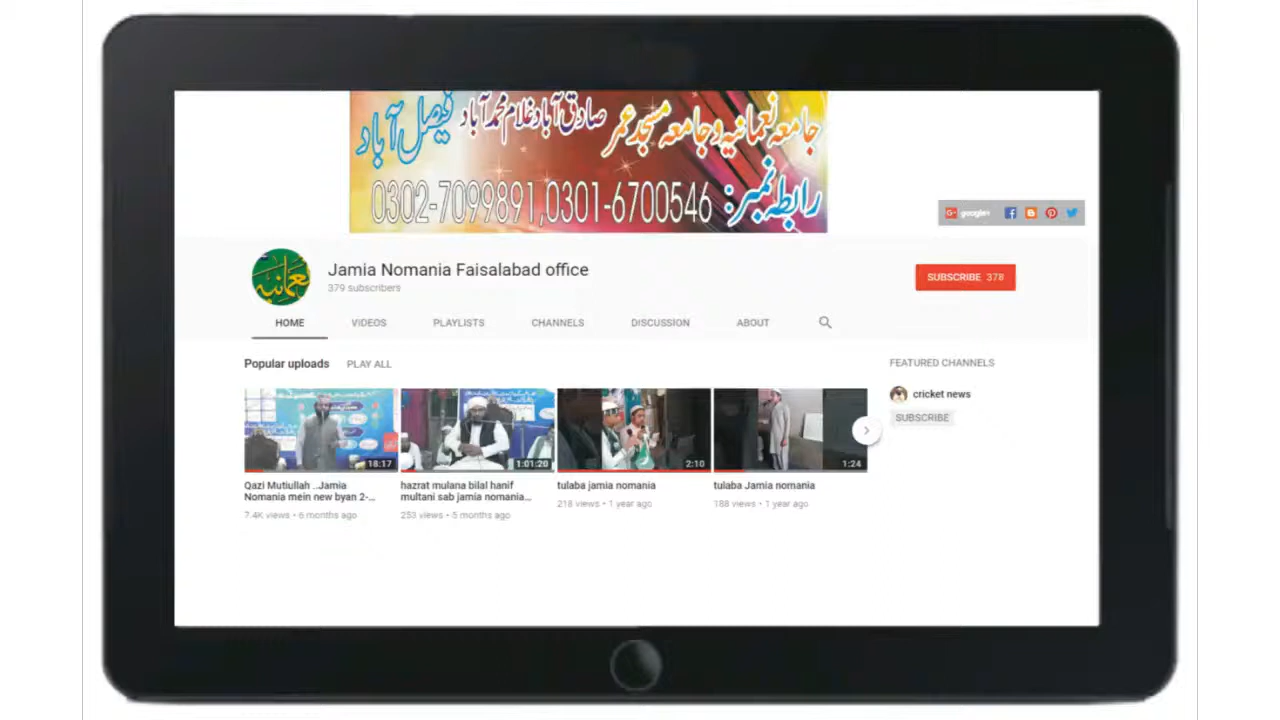 جامعہ نعمانیہ وجامعہ مسجد عمر صادق آباد غلام محمد آباد فیصل آباد
رابطہ نمبر: 0302-7099891,0301-6700546
google+
نعمانیہ
Jamia Nomania Faisalabad office
379 subscribers
SUBSCRIBE 378
HOME VIDEOS PLAYLISTS CHANNELS DISCUSSION ABOUT
Popular uploads PLAY ALL
FEATURED CHANNELS
cricket news
SUBSCRIBE
18:17 1:01:20 2:10 1:24
Qazi Mutiullah ..Jamia
Nomania mein new byan 2-...
7.4K views • 6 months ago
hazrat mulana bilal hanif
multani sab jamia nomania...
253 views • 5 months ago
tulaba jamia nomania
218 views • 1 year ago
tulaba Jamia nomania
188 views • 1 year ago